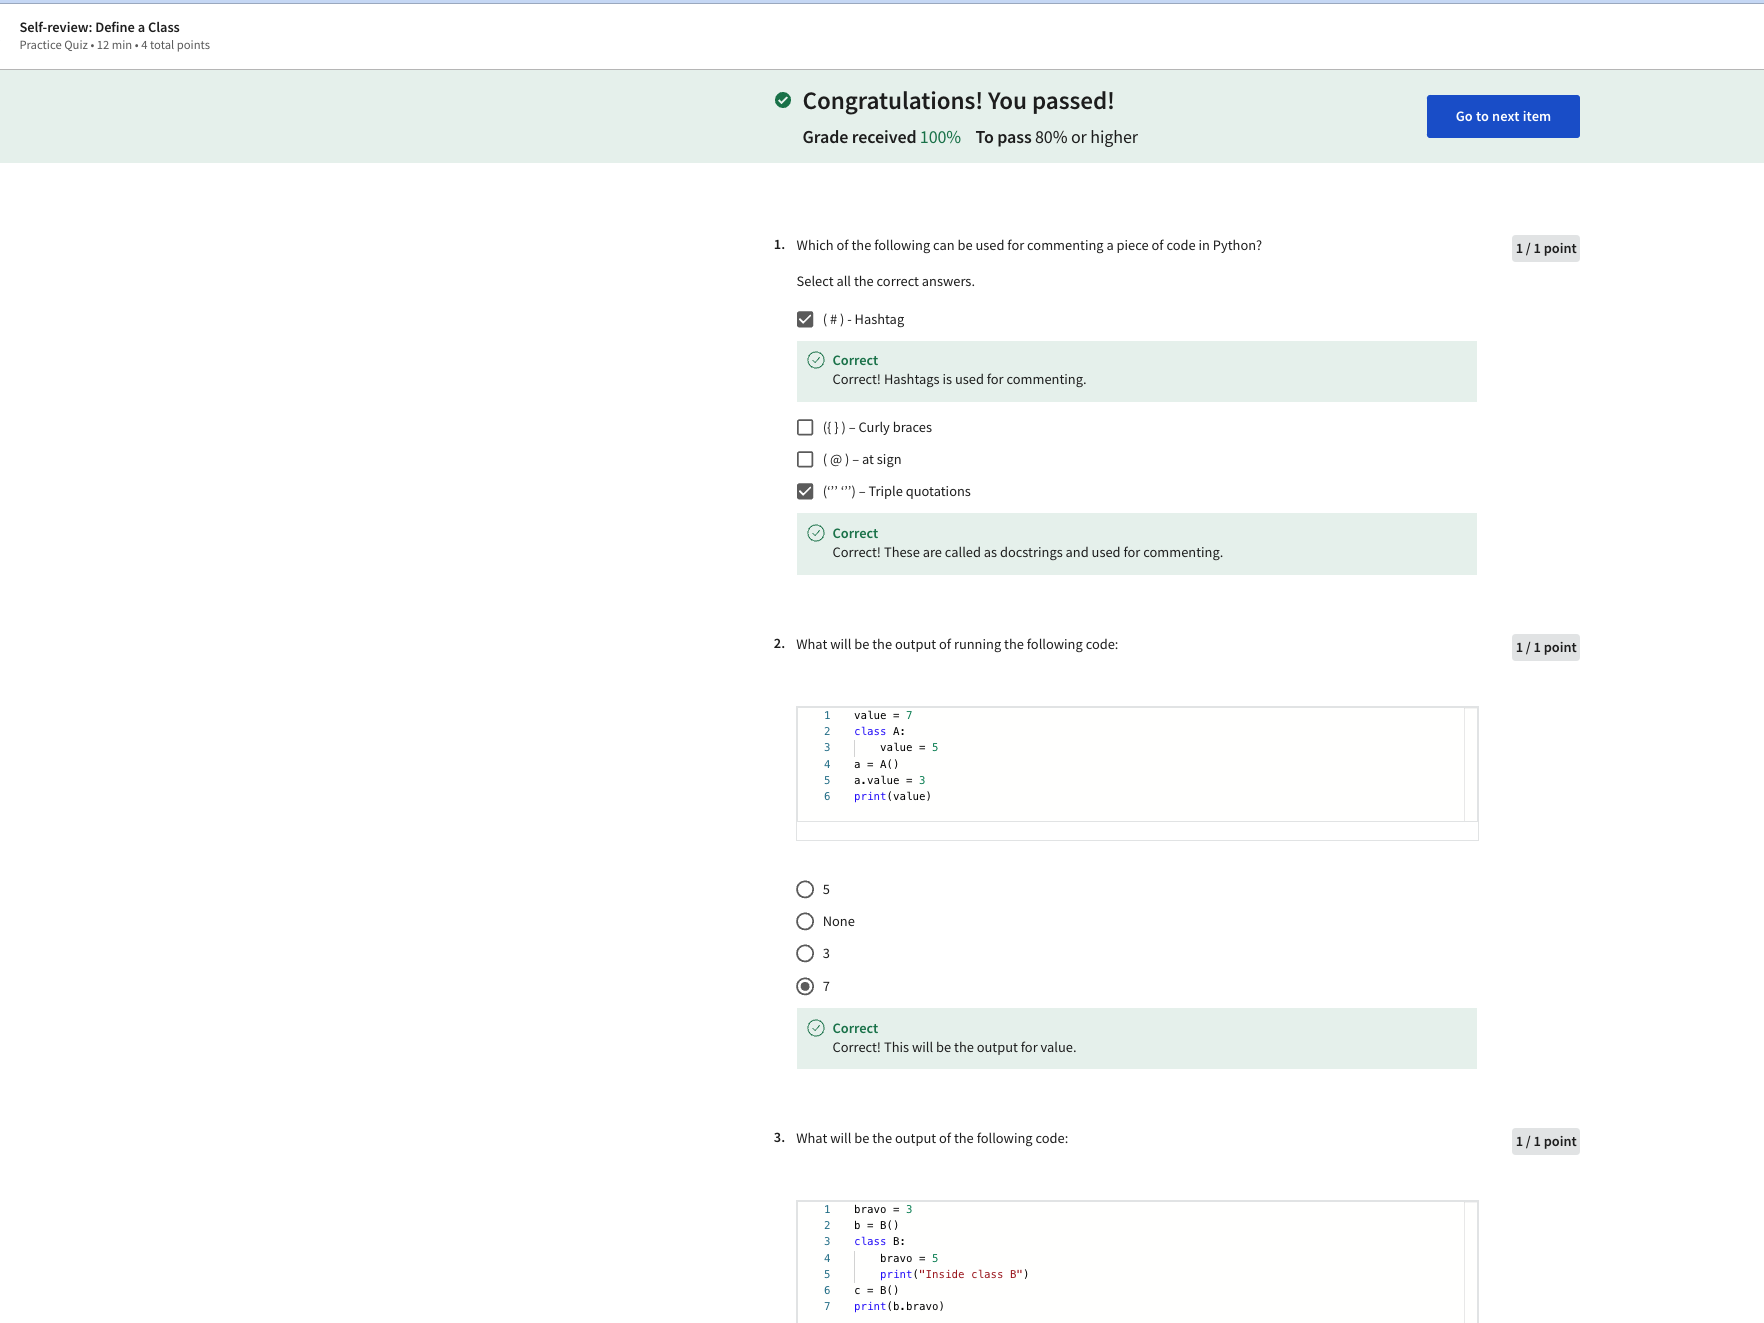 Self-review: Define a Class
Practice Quiz • 12 min • 4 total points
Congratulations! You passed!
Go to next item
Grade received 100% To pass 80% or higher
1. Which of the following can be used for commenting a piece of code in Python?
1 / 1 point
Select all the correct answers.
( # ) - Hashtag
Correct
Correct! Hashtags is used for commenting.
({ } ) – Curly braces
( @ ) – at sign
(‘’’ ‘’’) – Triple quotations
Correct
Correct! These are called as docstrings and used for commenting.
2. What will be the output of running the following code:
1 / 1 point
1 value = 7
2 class A:
3     value = 5
4 a = A()
5 a.value = 3
6 print(value)
5
None
3
7
Correct
Correct! This will be the output for value.
3. What will be the output of the following code:
1 / 1 point
1 bravo = 3
2 b = B()
3 class B:
4     bravo = 5
5     print("Inside class B")
6 c = B()
7 print(b.bravo)